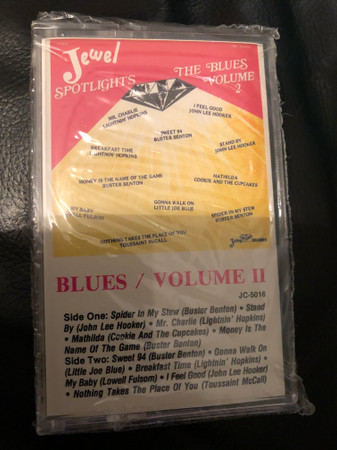 Jewel
SPOTLIGHTS THE BLUES
VOLUME
2
MR. CHARLIE
LIGHTNIN' HOPKINS
I FEEL GOOD
JOHN LEE HOOKER
SWEET 94
BUSTER BENTON
BREAKFAST TIME
LIGHTNIN' HOPKINS
STAND BY
JOHN LEE HOOKER
MONEY IS THE NAME OF THE GAME
BUSTER BENTON
MATHILDA
COOKIE AND THE CUPCAKES
MY BABY
FULSOM
GONNA WALK ON
LITTLE JOE BLUE
SPIDER IN MY STEW
BUSTER BENTON
NOTHING TAKES THE PLACE OF YOU
TOUSSAINT McCALL
BLUES / VOLUME II
JC-5016
Side One: Spider In My Stew (Buster Benton) • Stand
By (John Lee Hooker) • Mr. Charlie (Lightnin' Hopkins)
• Mathilda (Cookie And The Cupcakes) • Money Is The
Name Of The Game (Buster Benton)
Side Two: Sweet 94 (Buster Benton) • Gonna Walk On
(Little Joe Blue) • Breakfast Time (Lightnin' Hopkins) •
My Baby (Lowell Fulsom) • I Feel Good (John Lee Hooker)
• Nothing Takes The Place Of You (Toussaint McCall)